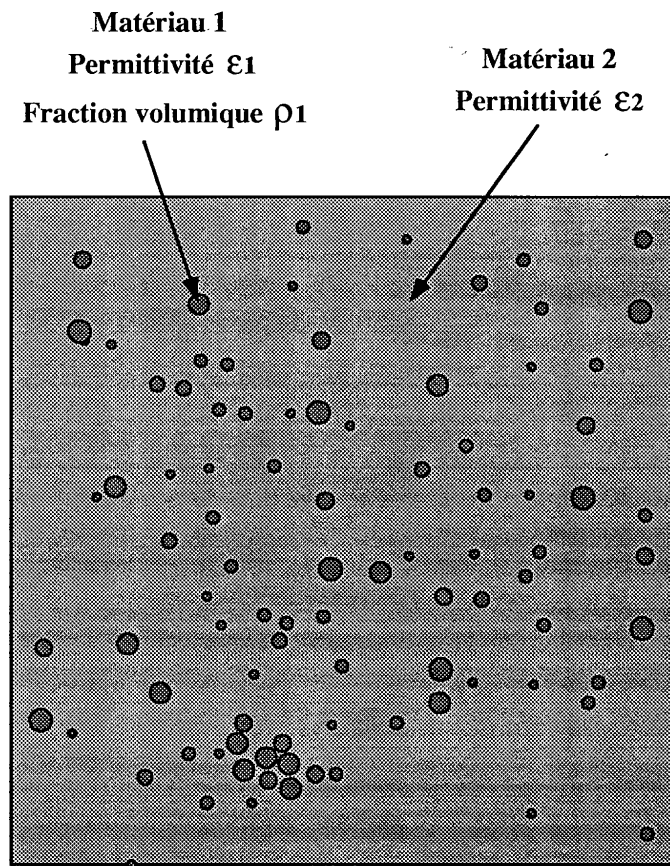 Matériau 1
Permittivité ε1
Fraction volumique ρ1
Matériau 2
Permittivité ε2